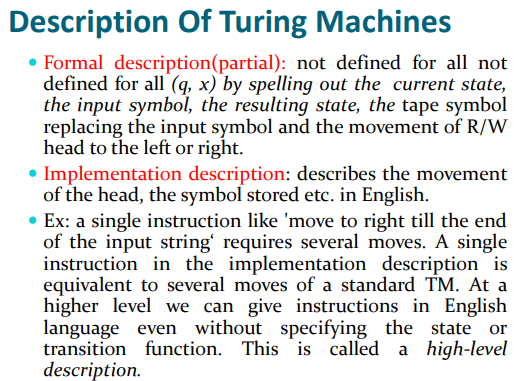 Description Of Turing Machines
• Formal description(partial): not defined for all not
defined for all (q, x) by spelling out the current state,
the input symbol, the resulting state, the tape symbol
replacing the input symbol and the movement of R/W
head to the left or right.
• Implementation description: describes the movement
of the head, the symbol stored etc. in English.
• Ex: a single instruction like 'move to right till the end
of the input string‘ requires several moves. A single
instruction in the implementation description is
equivalent to several moves of a standard TM. At a
higher level we can give instructions in English
language even without specifying the state or
transition function. This is called a high-level
description.